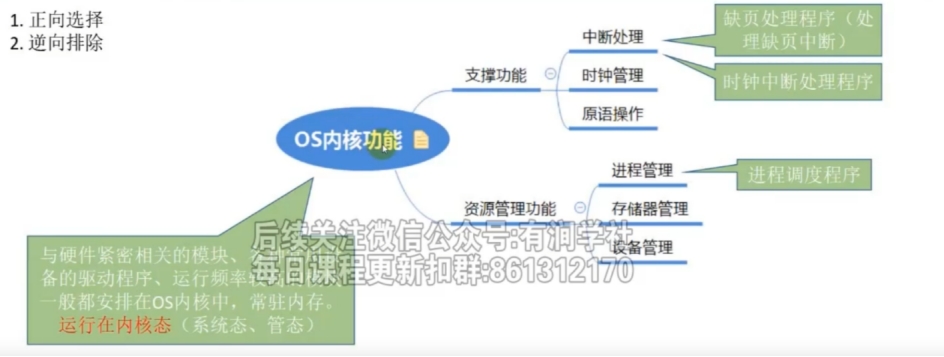 1. 正向选择
2. 逆向排除
缺页处理程序（处
理缺页中断）
中断处理
支撑功能
时钟管理
时钟中断处理程序
原语操作
OS内核功能
进程管理
进程调度程序
资源管理功能
存储器管理
设备管理
后续关注微信公众号:有润学社
每日课程更新扣群:861312170
与硬件紧密相关的模块、
备的驱动程序、运行频率较
一般都安排在OS内核中，常驻内存。
运行在内核态（系统态、管态）